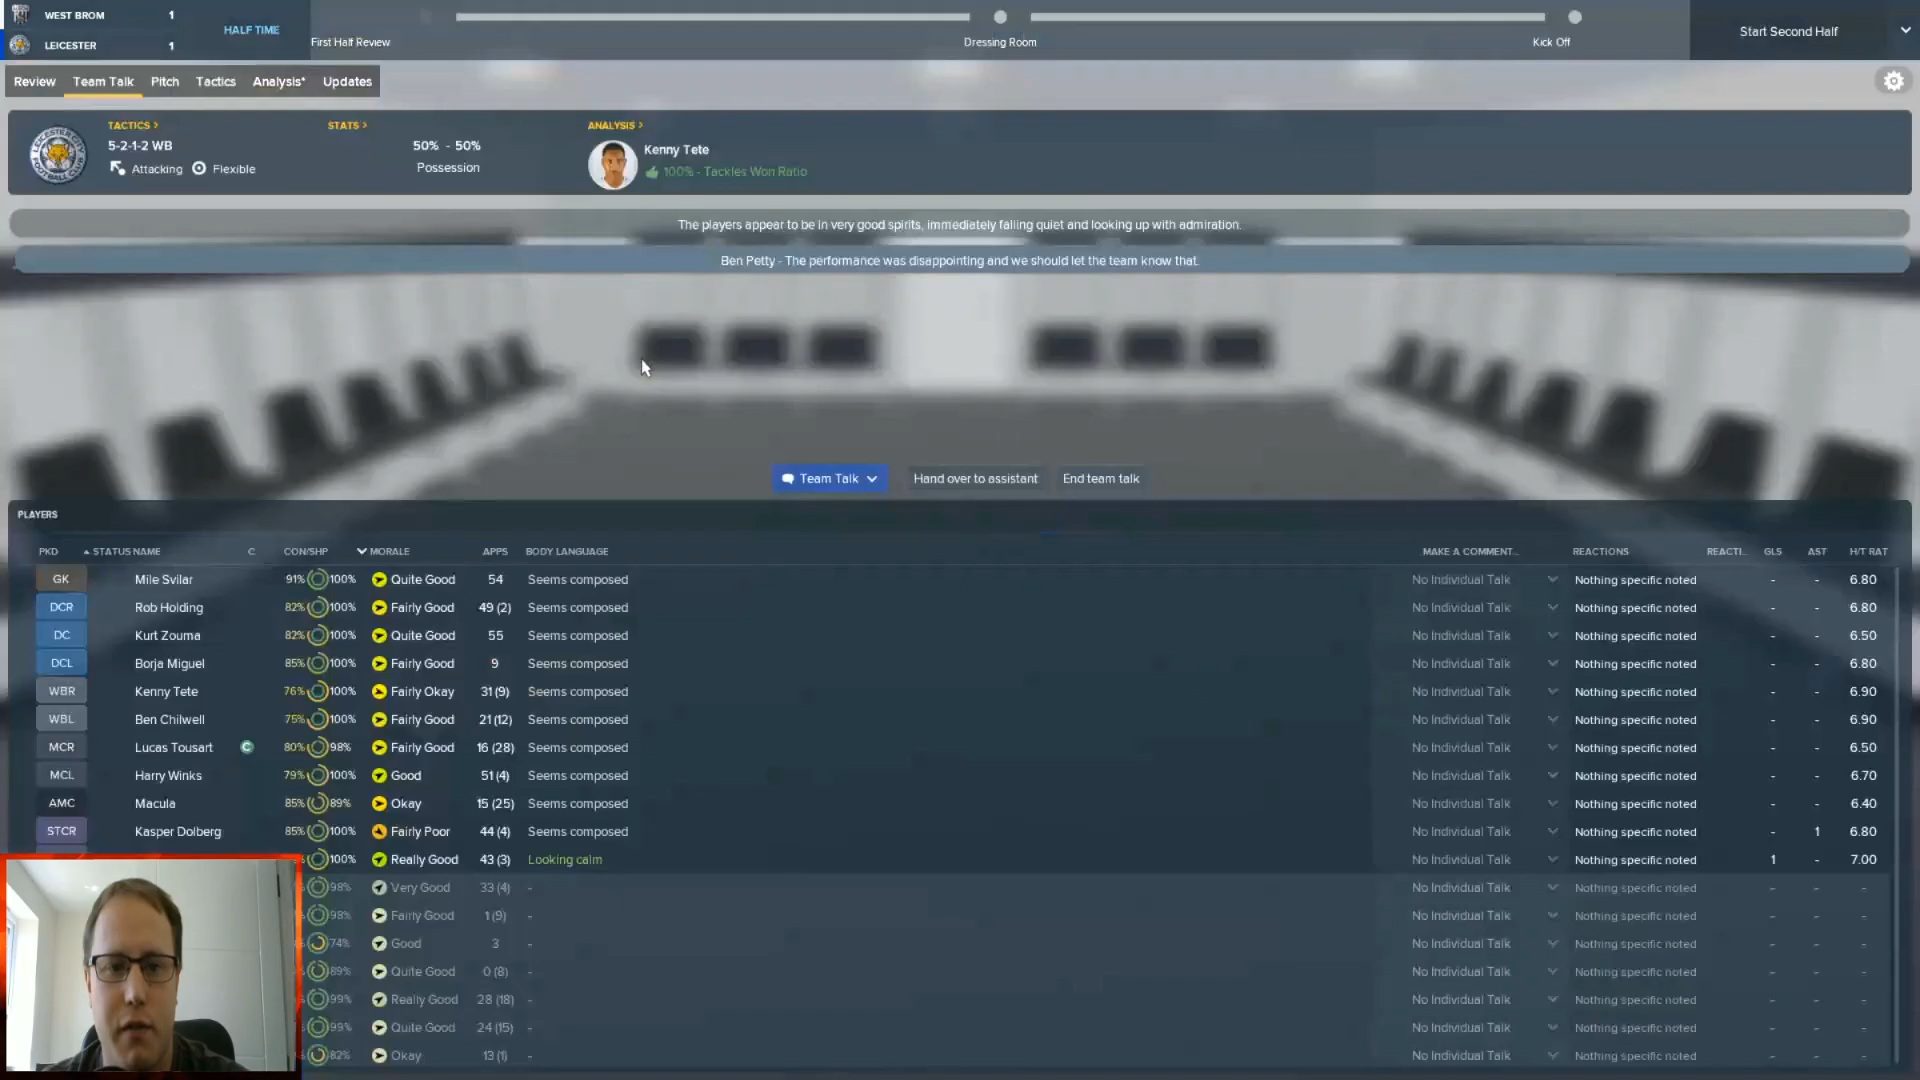 WEST BROM 1
LEICESTER 1
HALF TIME
First Half Review
Dressing Room
Kick Off
Start Second Half
Review Team Talk Pitch Tactics Analysis* Updates
TACTICS >
5-2-1-2 WB
Attacking Flexible
STATS >
50% - 50%
Possession
ANALYSIS >
Kenny Tete
100% - Tackles Won Ratio
The players appear to be in very good spirits, immediately falling quiet and looking up with admiration.
Ben Petty - The performance was disappointing and we should let the team know that.
Team Talk Hand over to assistant End team talk
PLAYERS
PKD STATUS NAME C CON/SHP MORALE APPS BODY LANGUAGE MAKE A COMMENT... REACTIONS REACTI... GLS AST H/T RAT
GK Mile Svilar 91% 100% Quite Good 54 Seems composed No Individual Talk Nothing specific noted - - 6.80
DCR Rob Holding 82% 100% Fairly Good 49 (2) Seems composed No Individual Talk Nothing specific noted - - 6.80
DC Kurt Zouma 82% 100% Quite Good 55 Seems composed No Individual Talk Nothing specific noted - - 6.50
DCL Borja Miguel 85% 100% Fairly Good 9 Seems composed No Individual Talk Nothing specific noted - - 6.80
WBR Kenny Tete 76% 100% Fairly Okay 31 (9) Seems composed No Individual Talk Nothing specific noted - - 6.90
WBL Ben Chilwell 75% 100% Fairly Good 21 (12) Seems composed No Individual Talk Nothing specific noted - - 6.90
MCR Lucas Tousart C 80% 98% Fairly Good 16 (28) Seems composed No Individual Talk Nothing specific noted - - 6.50
MCL Harry Winks 79% 100% Good 51 (4) Seems composed No Individual Talk Nothing specific noted - - 6.70
AMC Macula 85% 89% Okay 15 (25) Seems composed No Individual Talk Nothing specific noted - - 6.40
STCR Kasper Dolberg 85% 100% Fairly Poor 44 (4) Seems composed No Individual Talk Nothing specific noted - 1 6.80
100% Really Good 43 (3) Looking calm No Individual Talk Nothing specific noted 1 - 7.00
98% Very Good 33 (4) - No Individual Talk Nothing specific noted - - -
98% Fairly Good 1 (9) - No Individual Talk Nothing specific noted - - -
74% Good 3 - No Individual Talk Nothing specific noted - - -
89% Quite Good 0 (8) - No Individual Talk Nothing specific noted - - -
99% Really Good 28 (18) - No Individual Talk Nothing specific noted - - -
99% Quite Good 24 (15) - No Individual Talk Nothing specific noted - - -
82% Okay 13 (1) - No Individual Talk Nothing specific noted - - -